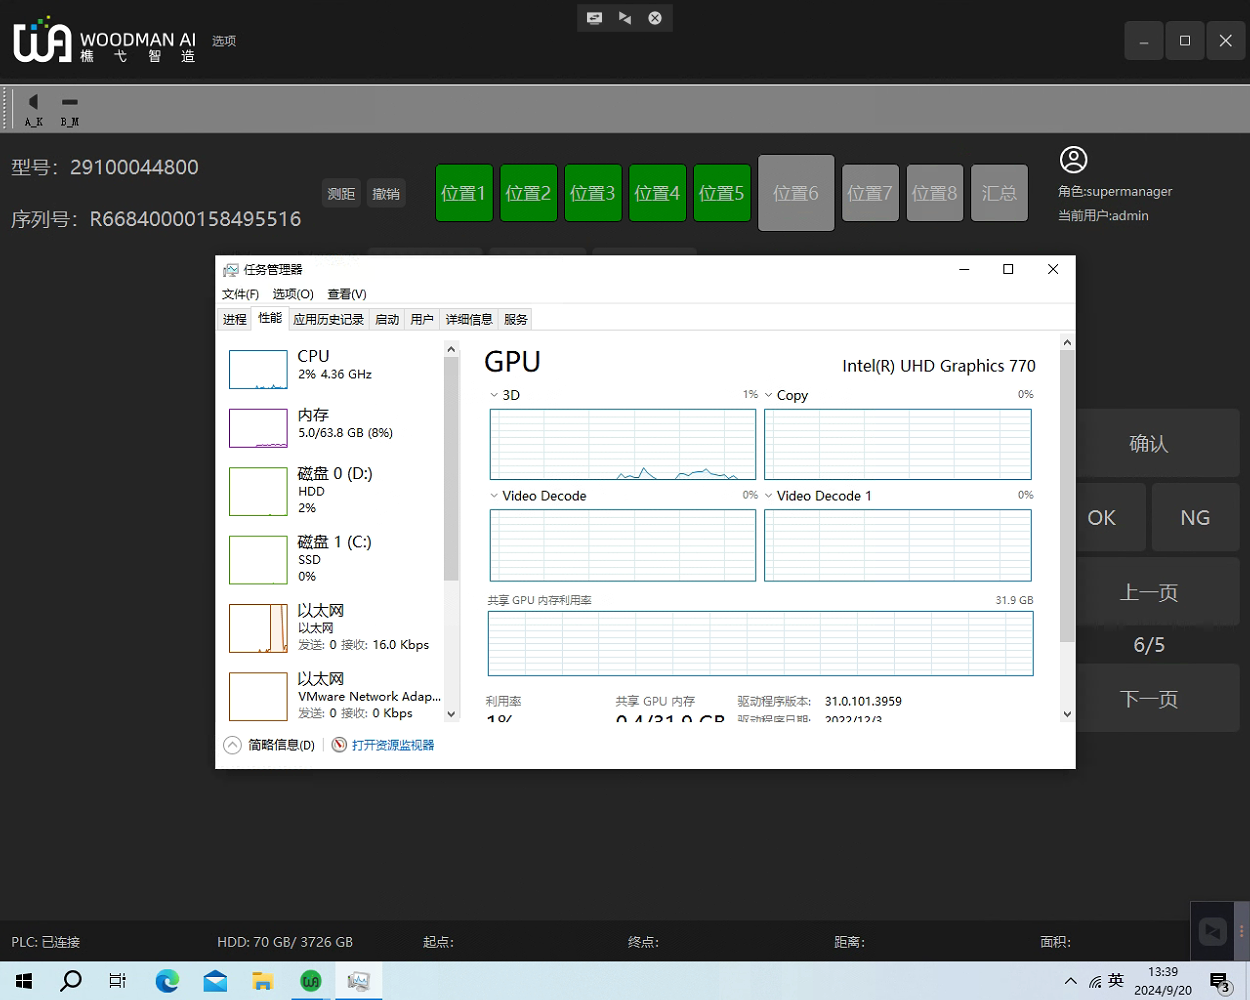 WOODMAN AI
樵 弋 智 造
选项
A_K
B_M
型号：29100044800
序列号：R66840000158495516
测距
撤销
位置1
位置2
位置3
位置4
位置5
位置6
位置7
位置8
汇总
角色:supermanager
当前用户:admin
任务管理器
文件(F) 选项(O) 查看(V)
进程 性能 应用历史记录 启动 用户 详细信息 服务
CPU
2% 4.36 GHz
内存
5.0/63.8 GB (8%)
磁盘 0 (D:)
HDD
2%
磁盘 1 (C:)
SSD
0%
以太网
以太网
发送: 0 接收: 16.0 Kbps
以太网
VMware Network Adap...
发送: 0 接收: 0 Kbps
GPU
Intel(R) UHD Graphics 770
3D 1%
Copy 0%
Video Decode 0%
Video Decode 1 0%
共享 GPU 内存利用率 31.9 GB
利用率
1%
共享 GPU 内存
0.4/31.9 GB
驱动程序版本: 31.0.101.3959
驱动程序日期: 2022/12/3
简略信息(D)
打开资源监视器
确认
OK
NG
上一页
6/5
下一页
PLC: 已连接
HDD: 70 GB/ 3726 GB
起点:
终点:
距离:
面积:
英
13:39
2024/9/20
3